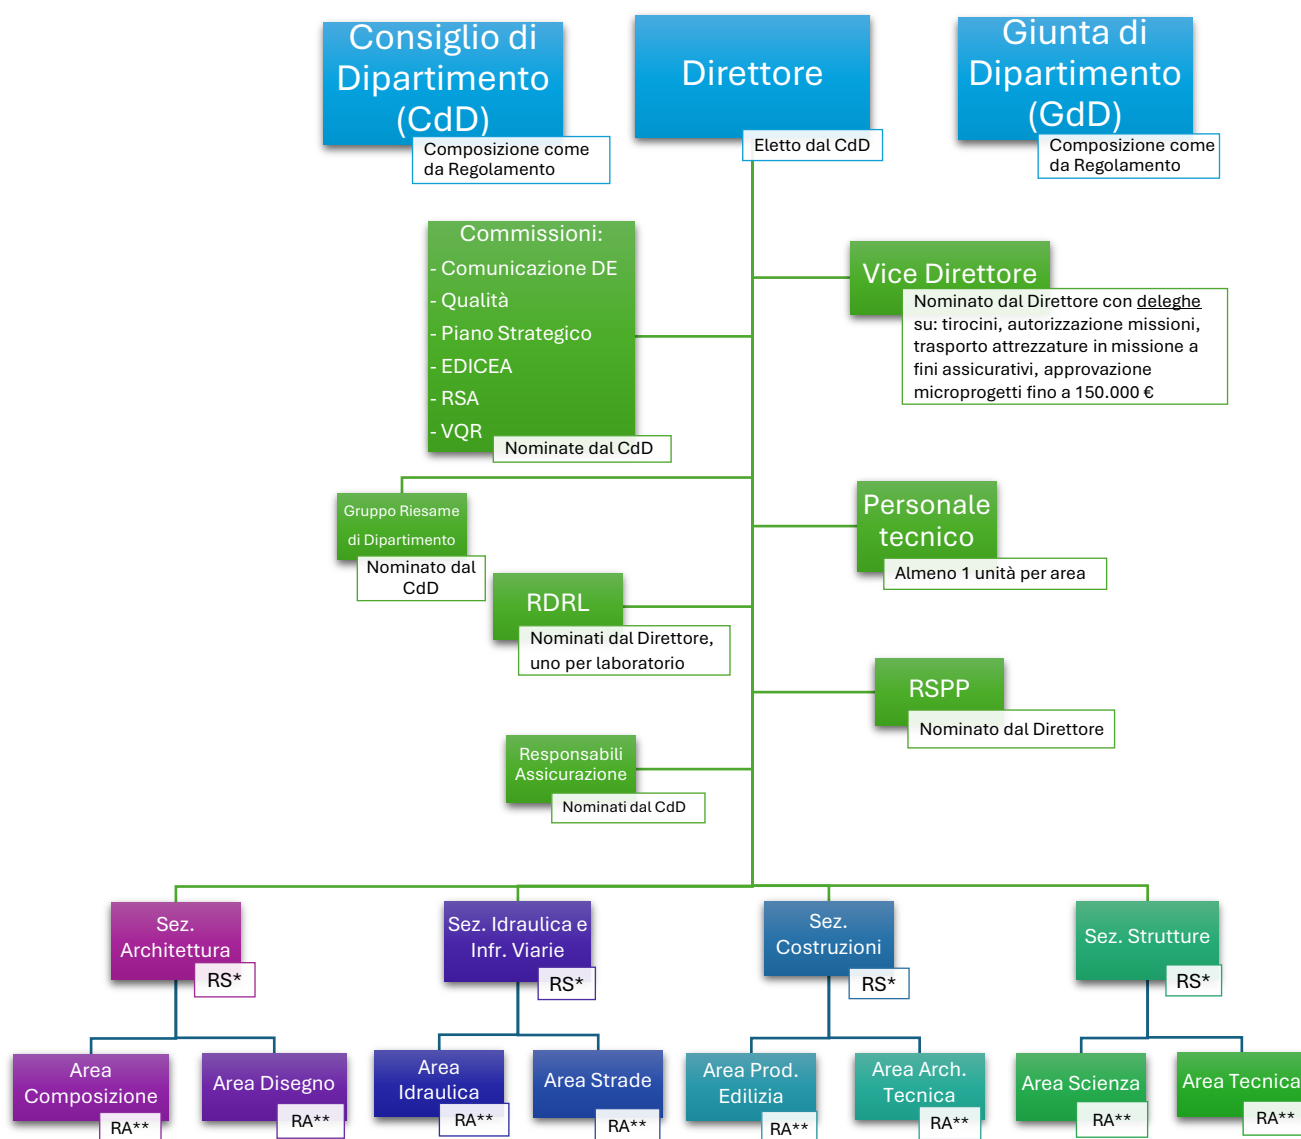 Consiglio di
Dipartimento
(CdD)
Composizione come
da Regolamento
Direttore
Eletto dal CdD
Giunta di
Dipartimento
(GdD)
Composizione come
da Regolamento
Commissioni:
- Comunicazione DE
- Qualità
- Piano Strategico
- EDICEA
- RSA
- VQR
Nominate dal CdD
Vice Direttore
Nominato dal Direttore con deleghe
su: tirocini, autorizzazione missioni,
trasporto attrezzature in missione a
fini assicurativi, approvazione
microprogetti fino a 150.000 €
Gruppo Riesame
di Dipartimento
Nominato dal
CdD
Personale
tecnico
Almeno 1 unità per area
RDRL
Nominati dal Direttore,
uno per laboratorio
RSPP
Nominato dal Direttore
Responsabili
Assicurazione
Nominati dal CdD
Sez.
Architettura
RS*
Sez. Idraulica e
Infr. Viarie
RS*
Sez.
Costruzioni
RS*
Sez. Strutture
RS*
Area
Composizione
RA**
Area Disegno
RA**
Area
Idraulica
RA**
Area Strade
RA**
Area Prod.
Edilizia
RA**
Area Arch.
Tecnica
RA**
Area Scienza
RA**
Area Tecnica
RA**